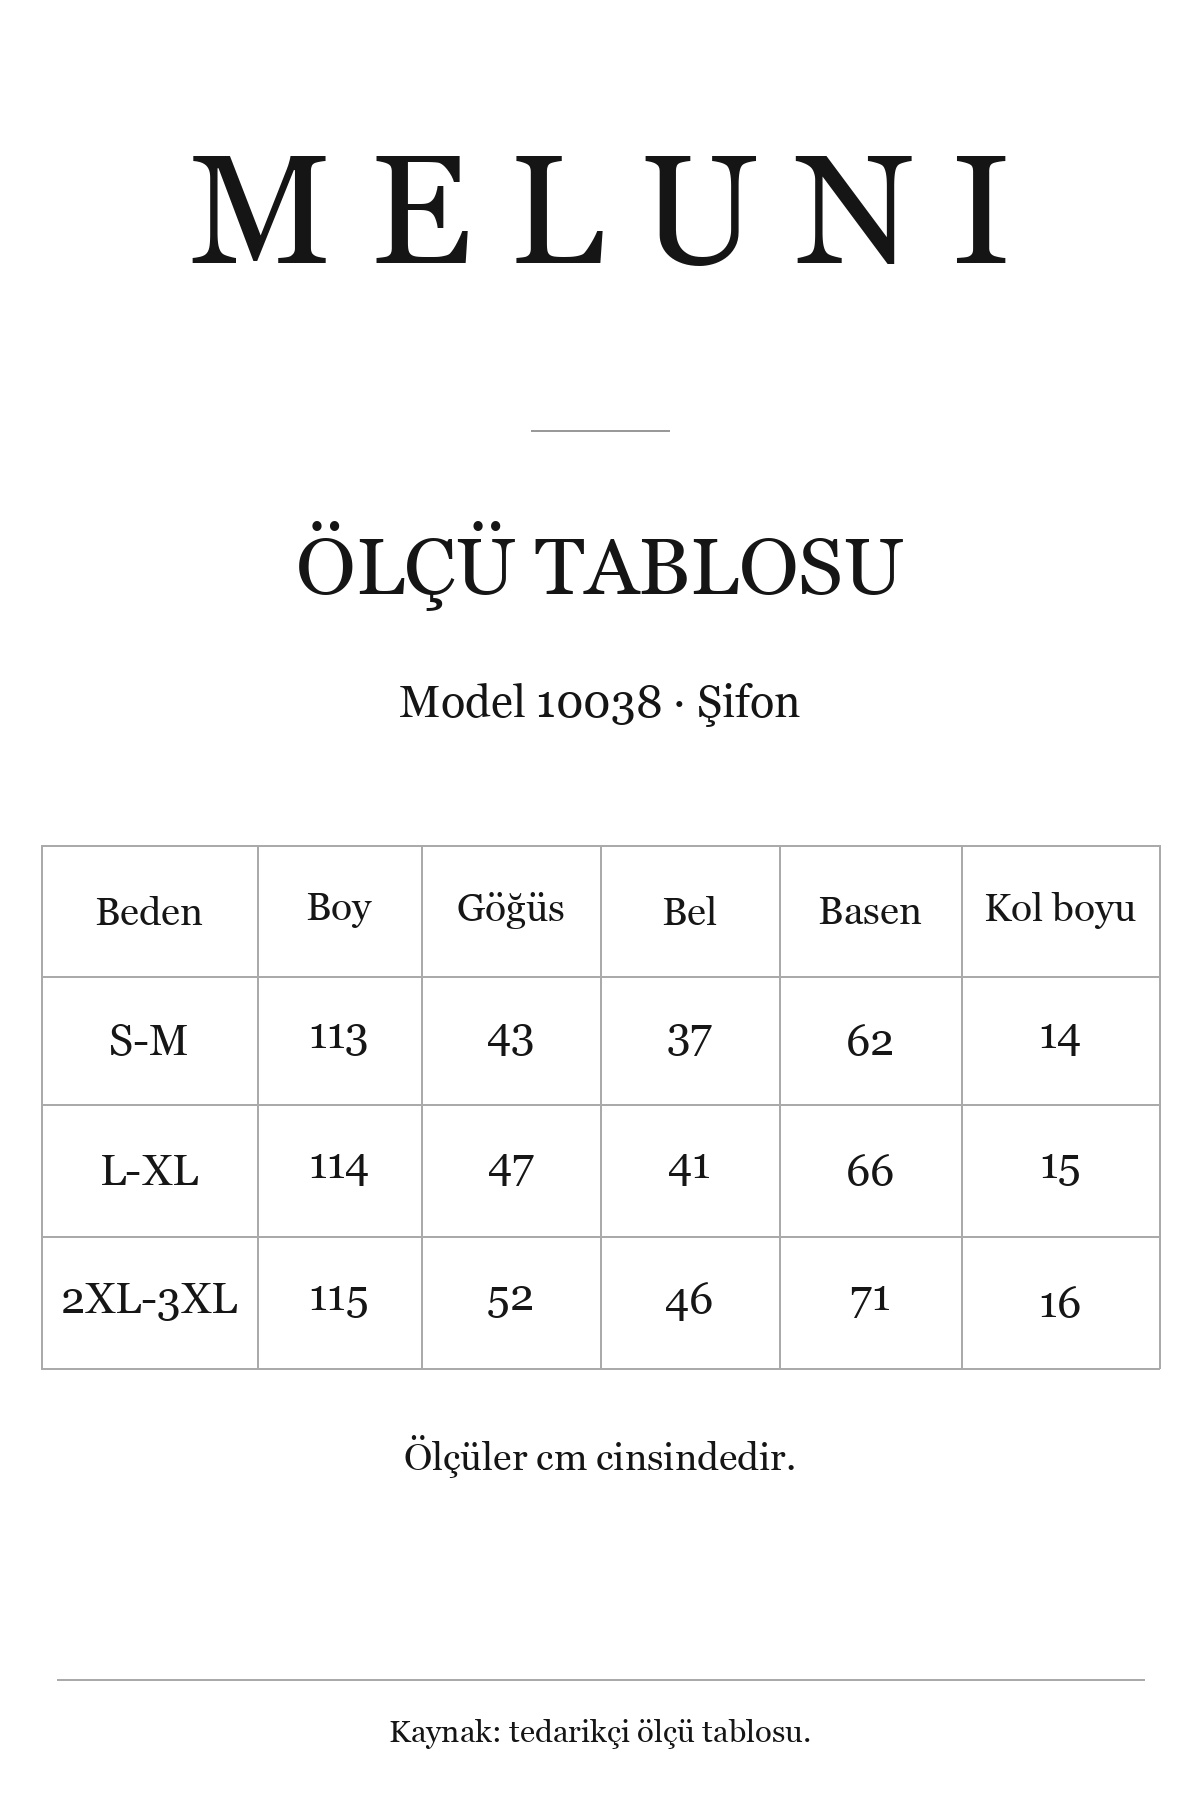 MELUNI
ÖLÇÜ TABLOSU
Model 10038 · Şifon
Beden Boy Göğüs Bel Basen Kol boyu
S-M 113 43 37 62 14
L-XL 114 47 41 66 15
2XL-3XL 115 52 46 71 16
Ölçüler cm cinsindedir.
Kaynak: tedarikçi ölçü tablosu.